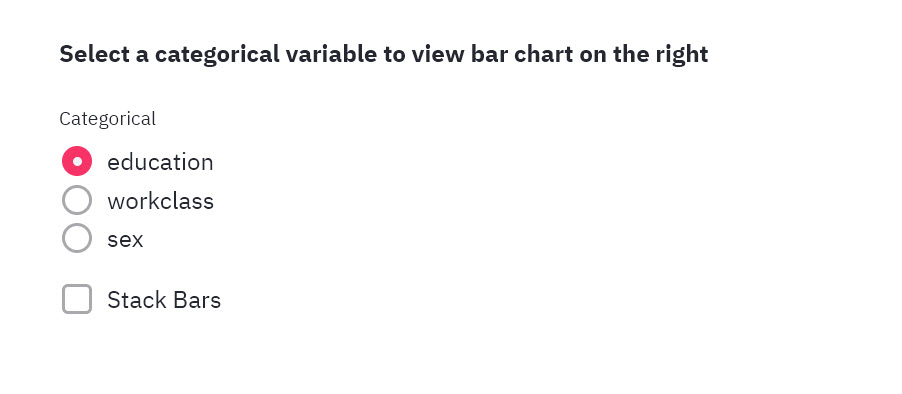 Select a categorical variable to view bar chart on the right
Categorical
education
workclass
sex
Stack Bars